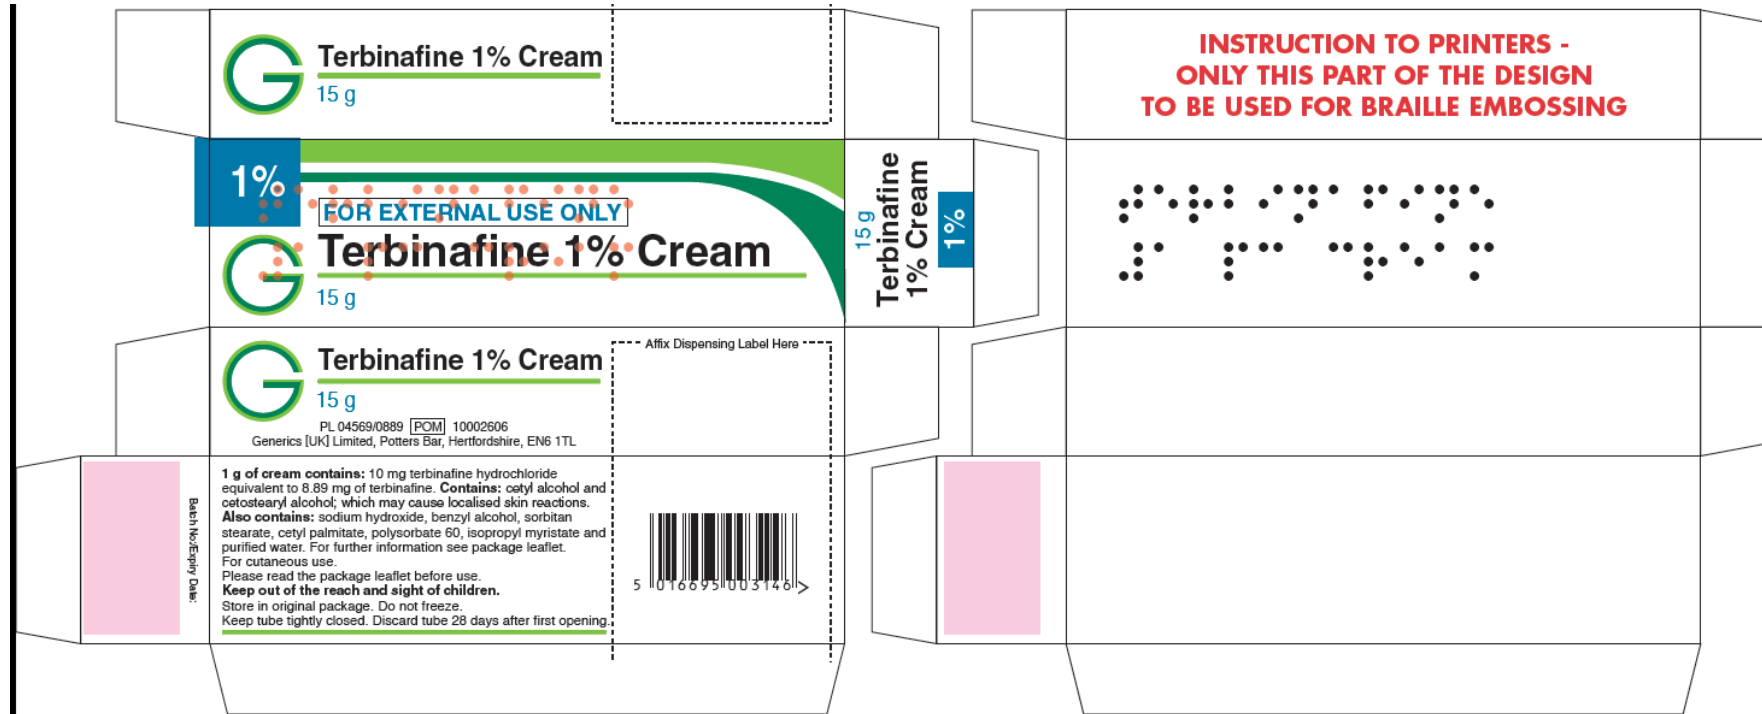 Terbinafine 1% Cream
15 g
1%
FOR EXTERNAL USE ONLY
Terbinafine 1% Cream
15 g
15 g
Terbinafine
1% Cream
1%
Terbinafine 1% Cream
15 g
PL 04569/0889 POM 10002606
Generics [UK] Limited, Potters Bar, Hertfordshire, EN6 1TL
Affix Dispensing Label Here
Batch No:/Expiry Date:
1 g of cream contains: 10 mg terbinafine hydrochloride
equivalent to 8.89 mg of terbinafine. Contains: cetyl alcohol and
cetostearyl alcohol; which may cause localised skin reactions.
Also contains: sodium hydroxide, benzyl alcohol, sorbitan
stearate, cetyl palmitate, polysorbate 60, isopropyl myristate and
purified water. For further information see package leaflet.
For cutaneous use.
Please read the package leaflet before use.
Keep out of the reach and sight of children.
Store in original package. Do not freeze.
Keep tube tightly closed. Discard tube 28 days after first opening.
5 016695 003146 >
INSTRUCTION TO PRINTERS -
ONLY THIS PART OF THE DESIGN
TO BE USED FOR BRAILLE EMBOSSING